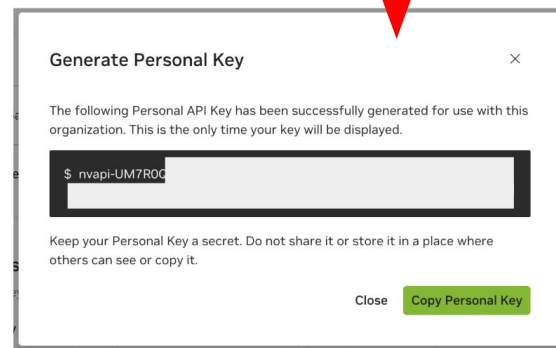 Generate Personal Key
The following Personal API Key has been successfully generated for use with this
organization. This is the only time your key will be displayed.
$ nvapi-UM7R0Q
Keep your Personal Key a secret. Do not share it or store it in a place where
others can see or copy it.
Close Copy Personal Key